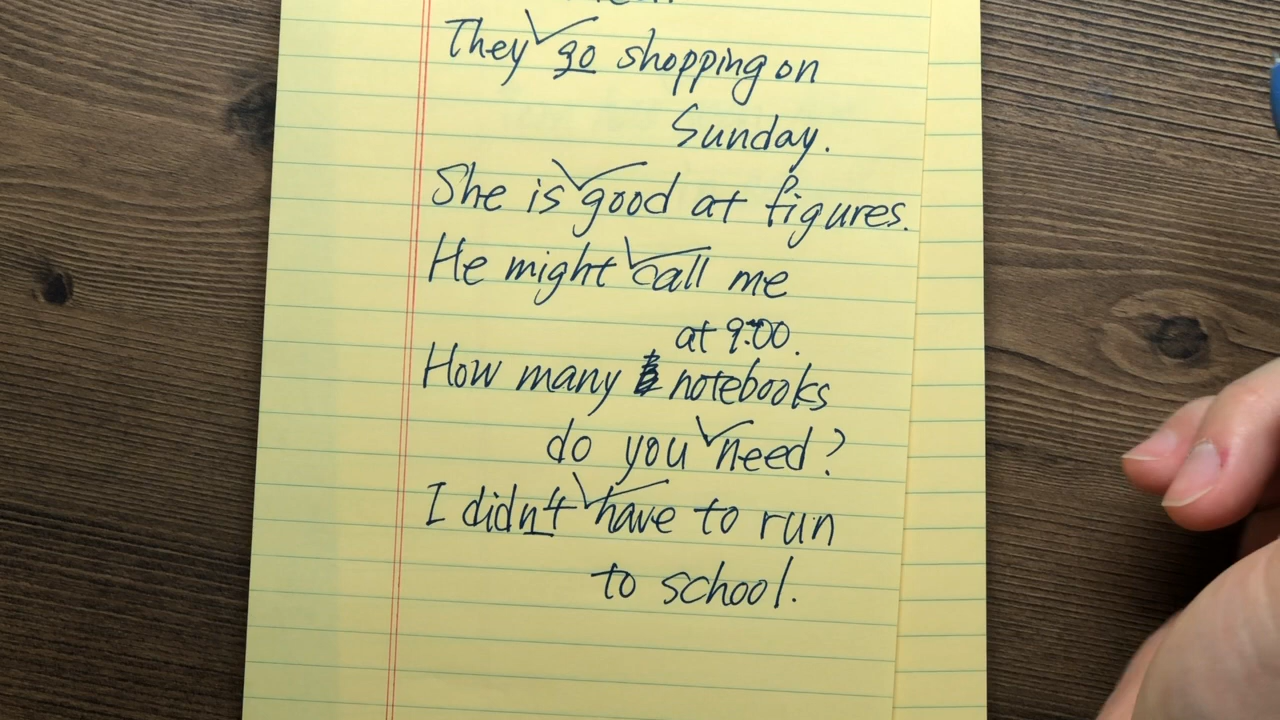 They go shopping on
Sunday.
She is good at figures.
He might call me
at 9:00.
How many notebooks
do you need?
I didn't have to run
to school.